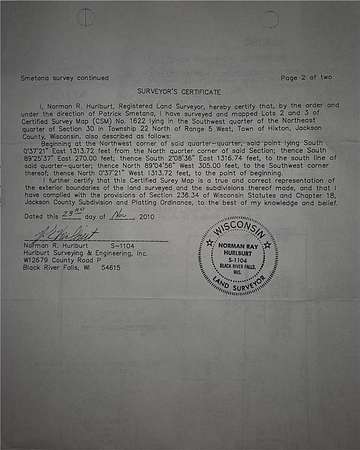 Smetana survey continued
Page 2 of two
SURVEYOR'S CERTIFICATE
I, Norman R. Hurlburt, Registered Land Surveyor, hereby certify that, by the order and
under the direction of Patrick Smetana, I have surveyed and mapped Lots 2 and 3 of
Certified Survey Map (CSM) No. 1622 lying in the Southwest quarter of the Northeast
quarter of Section 30 in Township 22 North of Range 5 West, Town of Hixton, Jackson
County, Wisconsin, also described as follows:
Beginning at the Northwest corner of said quarter-quarter, said point lying South
0°37'21" East 1313.72 feet from the North quarter corner of said Section; thence South
89°25'37" East 270.00 feet; thence South 2°08'36" East 1316.74 feet, to the south line of
said quarter-quarter; thence North 89°04'56" West 305.00 feet, to the Southwest corner
thereof; thence North 0°37'21" West 1313.72 feet, to the point of beginning.
I further certify that this Certified Surey Map is a true and correct representation of
the exterior boundaries of the land surveyed and the subdivisions thereof made, and that I
have complied with the provisions of Section 236.34 of Wisconsin Statutes and Chapter 18,
Jackson County Subdivision and Platting Ordinance, to the best of my knowledge and belief.
Dated this day of Nov, 2010
Norman R. Hurlburt S-1104
Hurlburt Surveying & Engineering, Inc.
W12679 County Road P
Black River Falls, WI 54615
WISCONSIN
NORMAN RAY
HURLBURT
S-1104
BLACK RIVER FALLS,
WIS.
LAND SURVEYOR